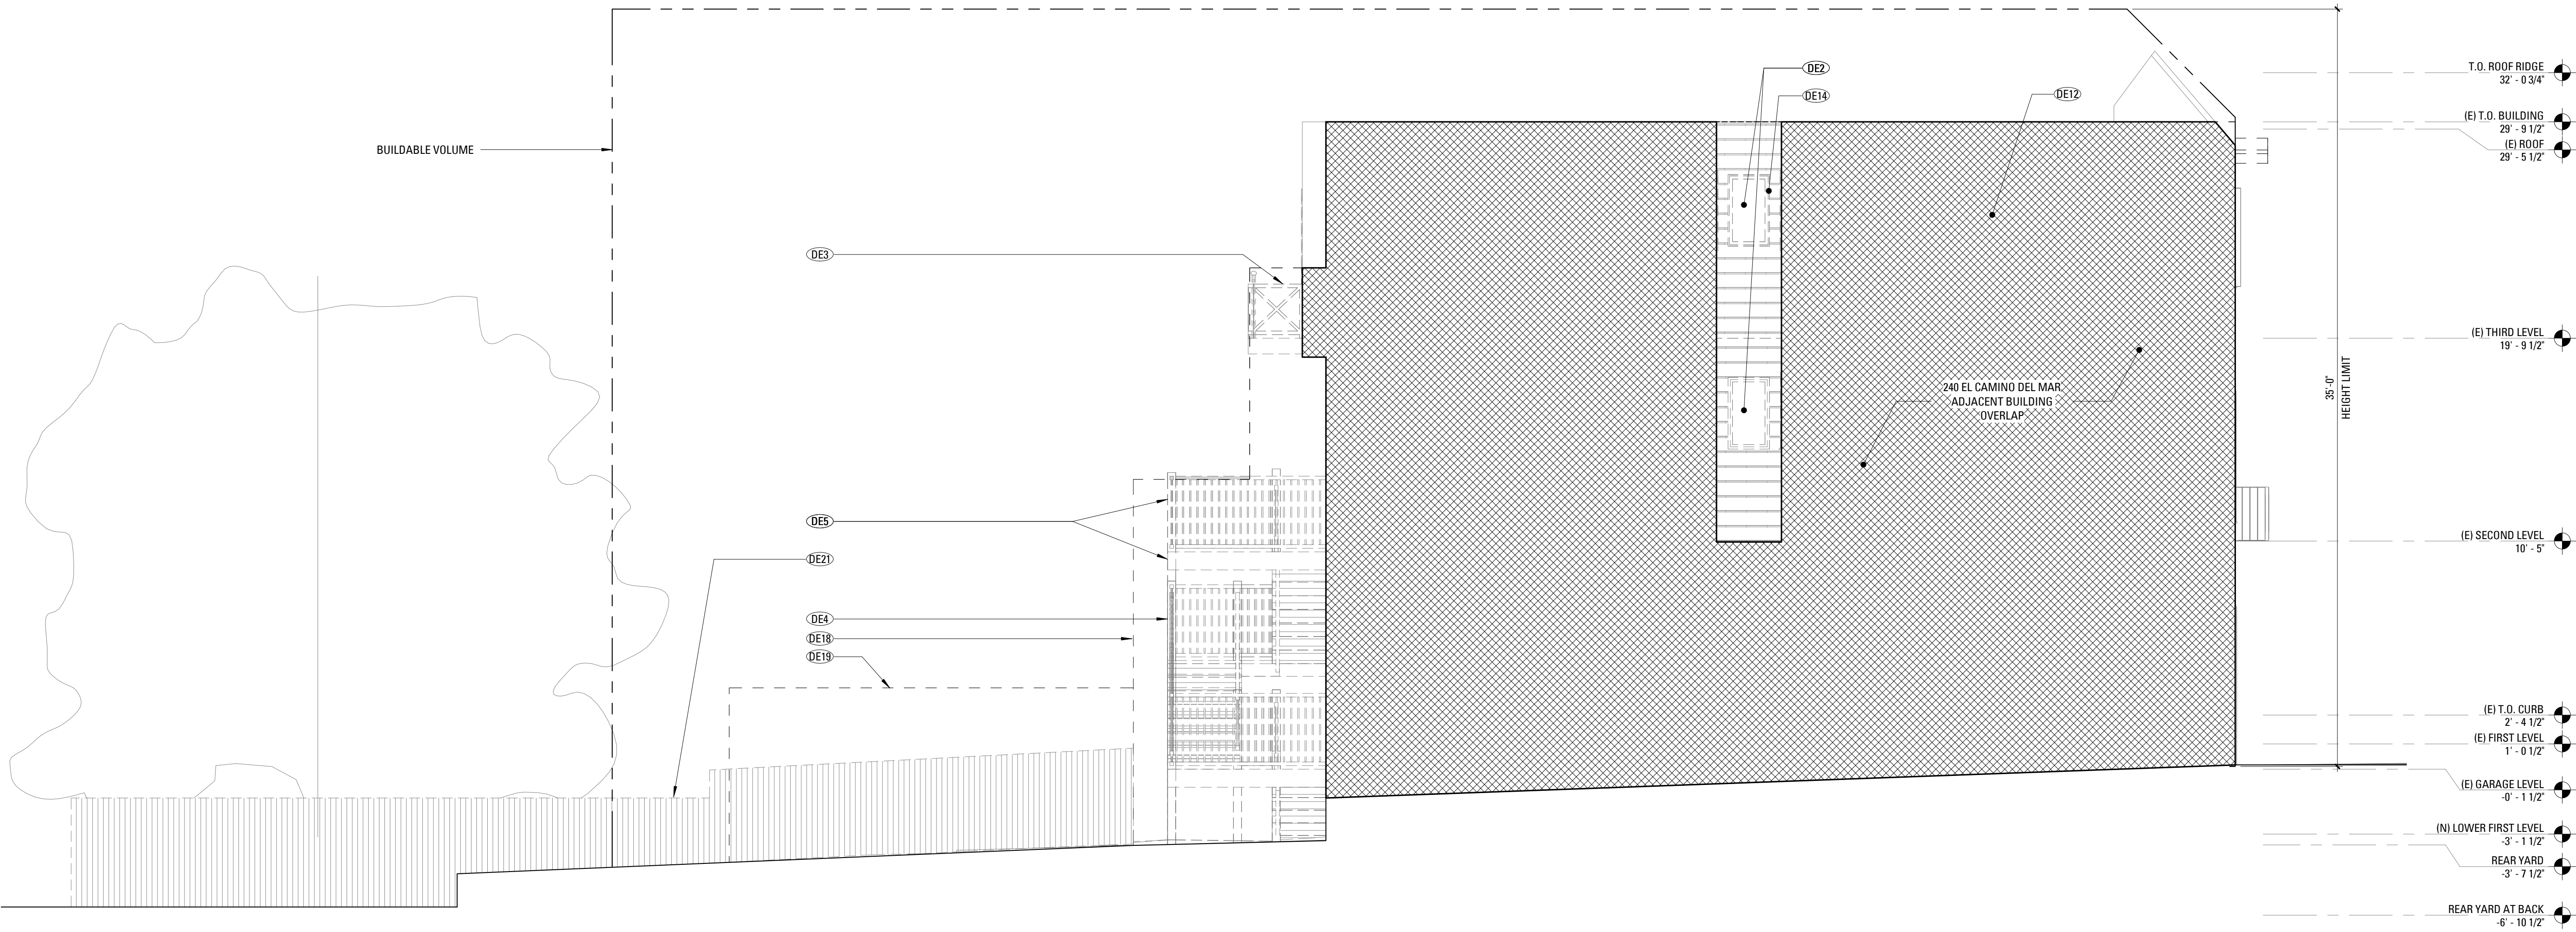 BUILDABLE VOLUME
DE2
DE14
DE12
DE3
DE5
DE21
DE4
DE18
DE19
240 EL CAMINO DEL MAR
ADJACENT BUILDING
OVERLAP
35'-0"
HEIGHT LIMIT
T.O. ROOF RIDGE
32' - 0 3/4"
(E) T.O. BUILDING
29' - 9 1/2"
(E) ROOF
29' - 5 1/2"
(E) THIRD LEVEL
19' - 9 1/2"
(E) SECOND LEVEL
10' - 5"
(E) T.O. CURB
2' - 4 1/2"
(E) FIRST LEVEL
1' - 0 1/2"
(E) GARAGE LEVEL
-0' - 1 1/2"
(N) LOWER FIRST LEVEL
-3' - 1 1/2"
REAR YARD
-3' - 7 1/2"
REAR YARD AT BACK
-6' - 10 1/2"